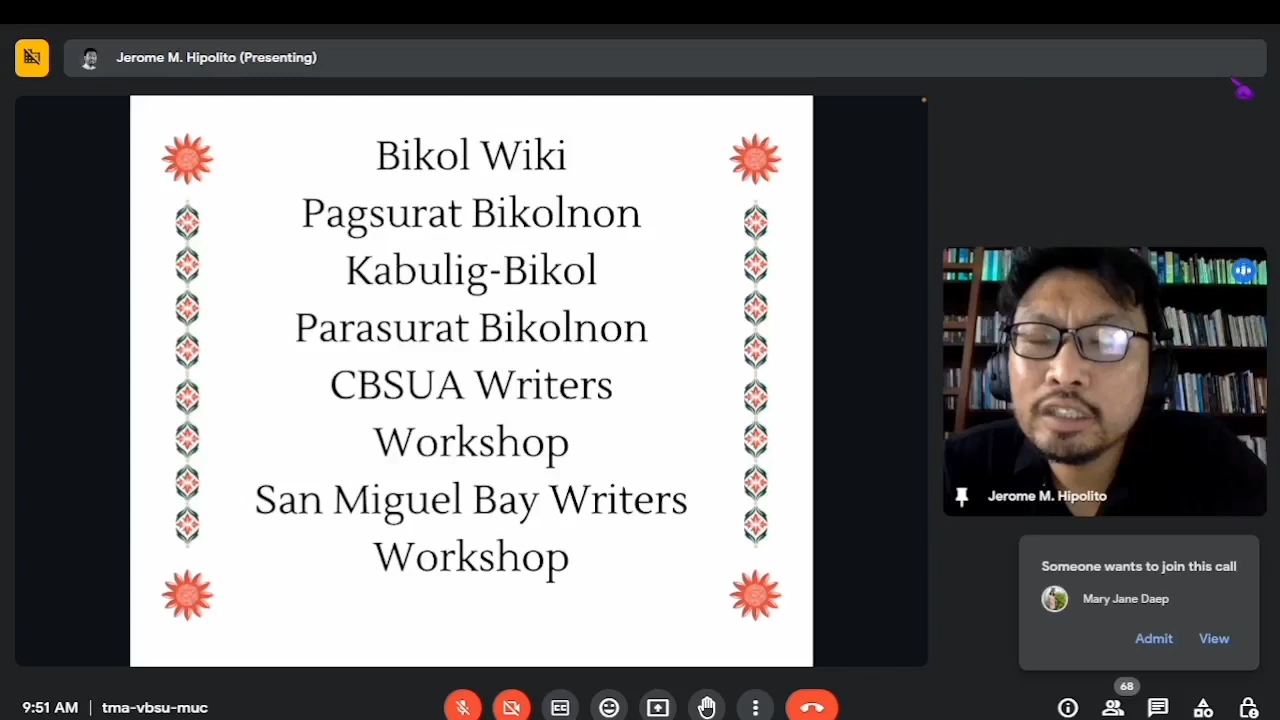 Jerome M. Hipolito (Presenting)
Bikol Wiki
Pagsurat Bikolnon
Kabulig-Bikol
Parasurat Bikolnon
CBSUA Writers
Workshop
San Miguel Bay Writers
Workshop
Jerome M. Hipolito
Someone wants to join this call
Mary Jane Daep
Admit View
68
9:51 AM | tma-vbsu-muc